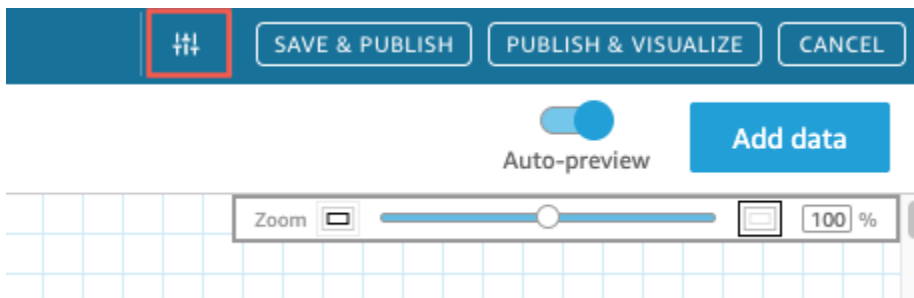 SAVE & PUBLISH PUBLISH & VISUALIZE CANCEL
Auto-preview Add data
Zoom 100 %